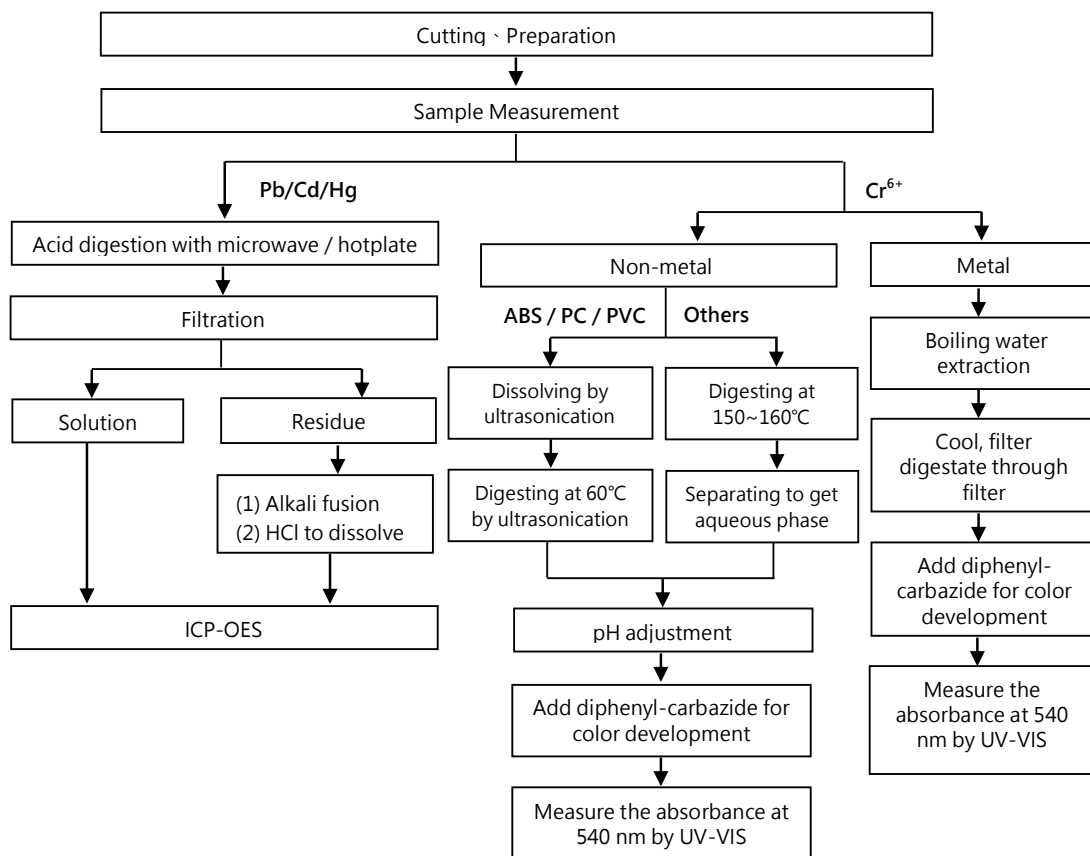 Cutting、Preparation
Sample Measurement
Pb/Cd/Hg
Cr⁶⁺
Acid digestion with microwave / hotplate
Non-metal
Metal
Filtration
ABS / PC / PVC
Others
Boiling water
extraction
Solution
Residue
Dissolving by
ultrasonication
Digesting at
150~160℃
Cool, filter
digestate through
filter
(1) Alkali fusion
(2) HCl to dissolve
Digesting at 60℃
by ultrasonication
Separating to get
aqueous phase
Add diphenyl-
carbazide for color
development
ICP-OES
pH adjustment
Measure the
absorbance at 540
nm by UV-VIS
Add diphenyl-carbazide for
color development
Measure the absorbance at
540 nm by UV-VIS